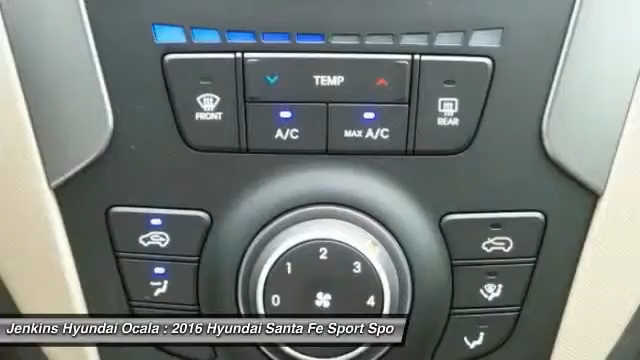 TEMP
FRONT
A/C
MAX A/C
REAR
2
1
3
0
4
Jenkins Hyundai Ocala : 2016 Hyundai Santa Fe Sport Spo